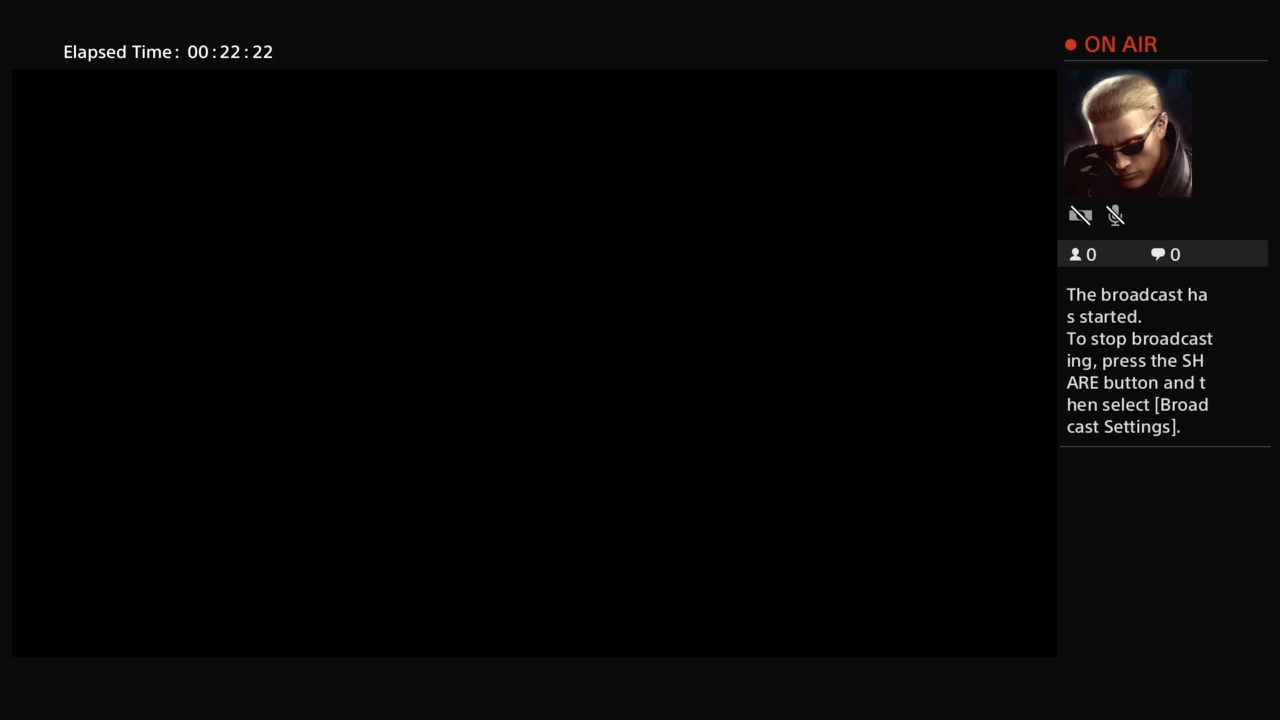 Elapsed Time: 00:22:22
ON AIR
0 0
The broadcast ha
s started.
To stop broadcast
ing, press the SH
ARE button and t
hen select [Broad
cast Settings].